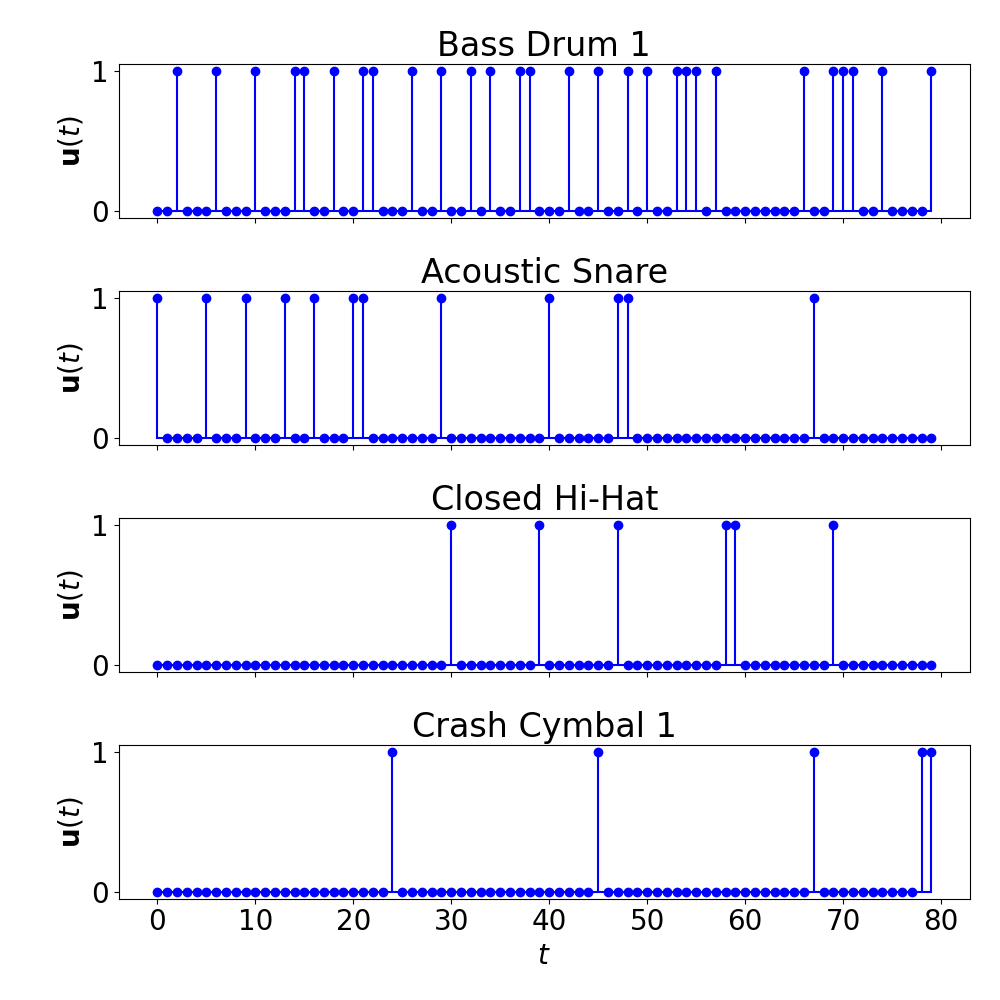 Bass Drum 1
1
u(t)
0
Acoustic Snare
1
u(t)
0
Closed Hi-Hat
1
u(t)
0
Crash Cymbal 1
1
u(t)
0
0 10 20 30 40 50 60 70 80
t